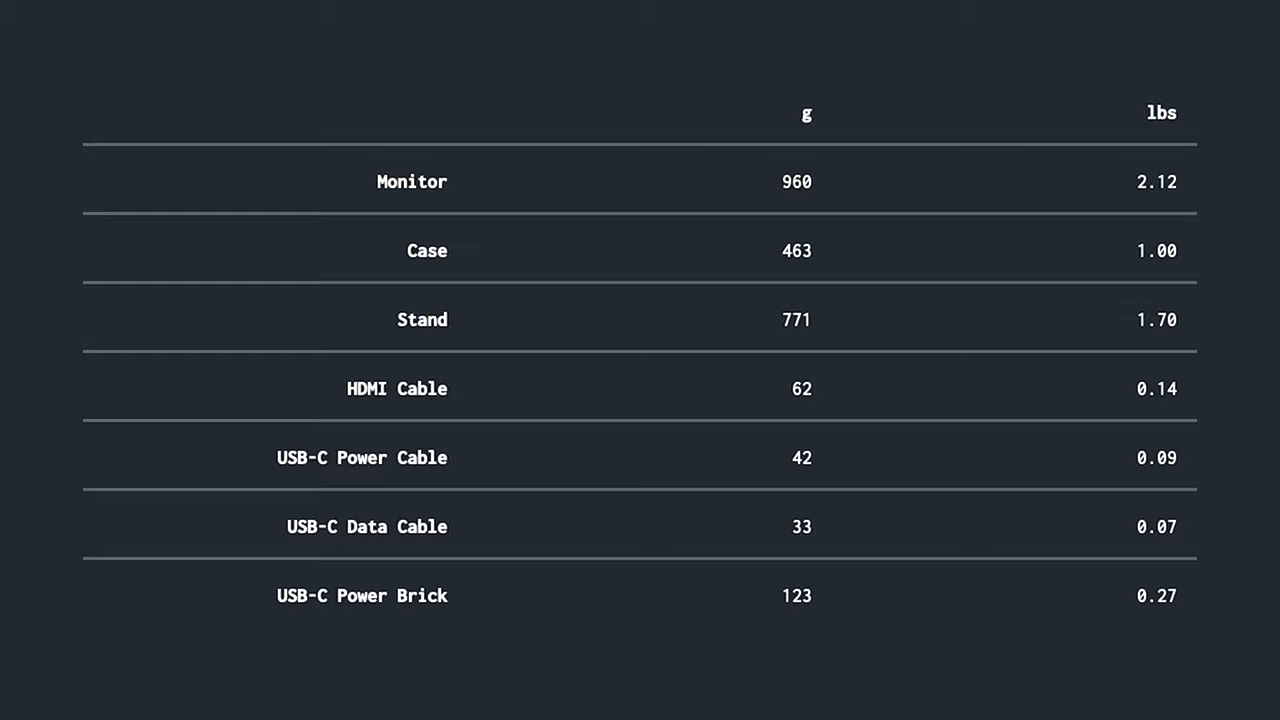 g lbs
Monitor 960 2.12
Case 463 1.00
Stand 771 1.70
HDMI Cable 62 0.14
USB-C Power Cable 42 0.09
USB-C Data Cable 33 0.07
USB-C Power Brick 123 0.27